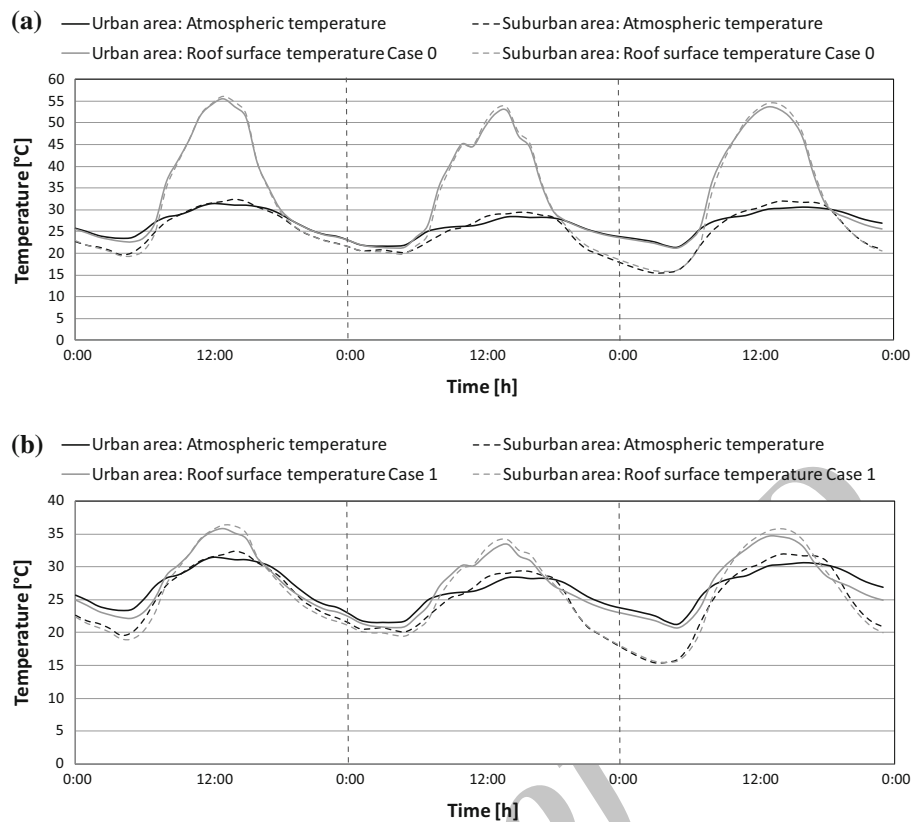 (a)
Urban area: Atmospheric temperature
Suburban area: Atmospheric temperature
Urban area: Roof surface temperature Case 0
Suburban area: Roof surface temperature Case 0
Temperature [°C]
60
55
50
45
40
35
30
25
20
15
10
5
0
0:00 12:00 0:00 12:00 0:00 12:00 0:00
Time [h]
(b)
Urban area: Atmospheric temperature
Suburban area: Atmospheric temperature
Urban area: Roof surface temperature Case 1
Suburban area: Roof surface temperature Case 1
Temperature [°C]
40
35
30
25
20
15
10
5
0
0:00 12:00 0:00 12:00 0:00 12:00 0:00
Time [h]